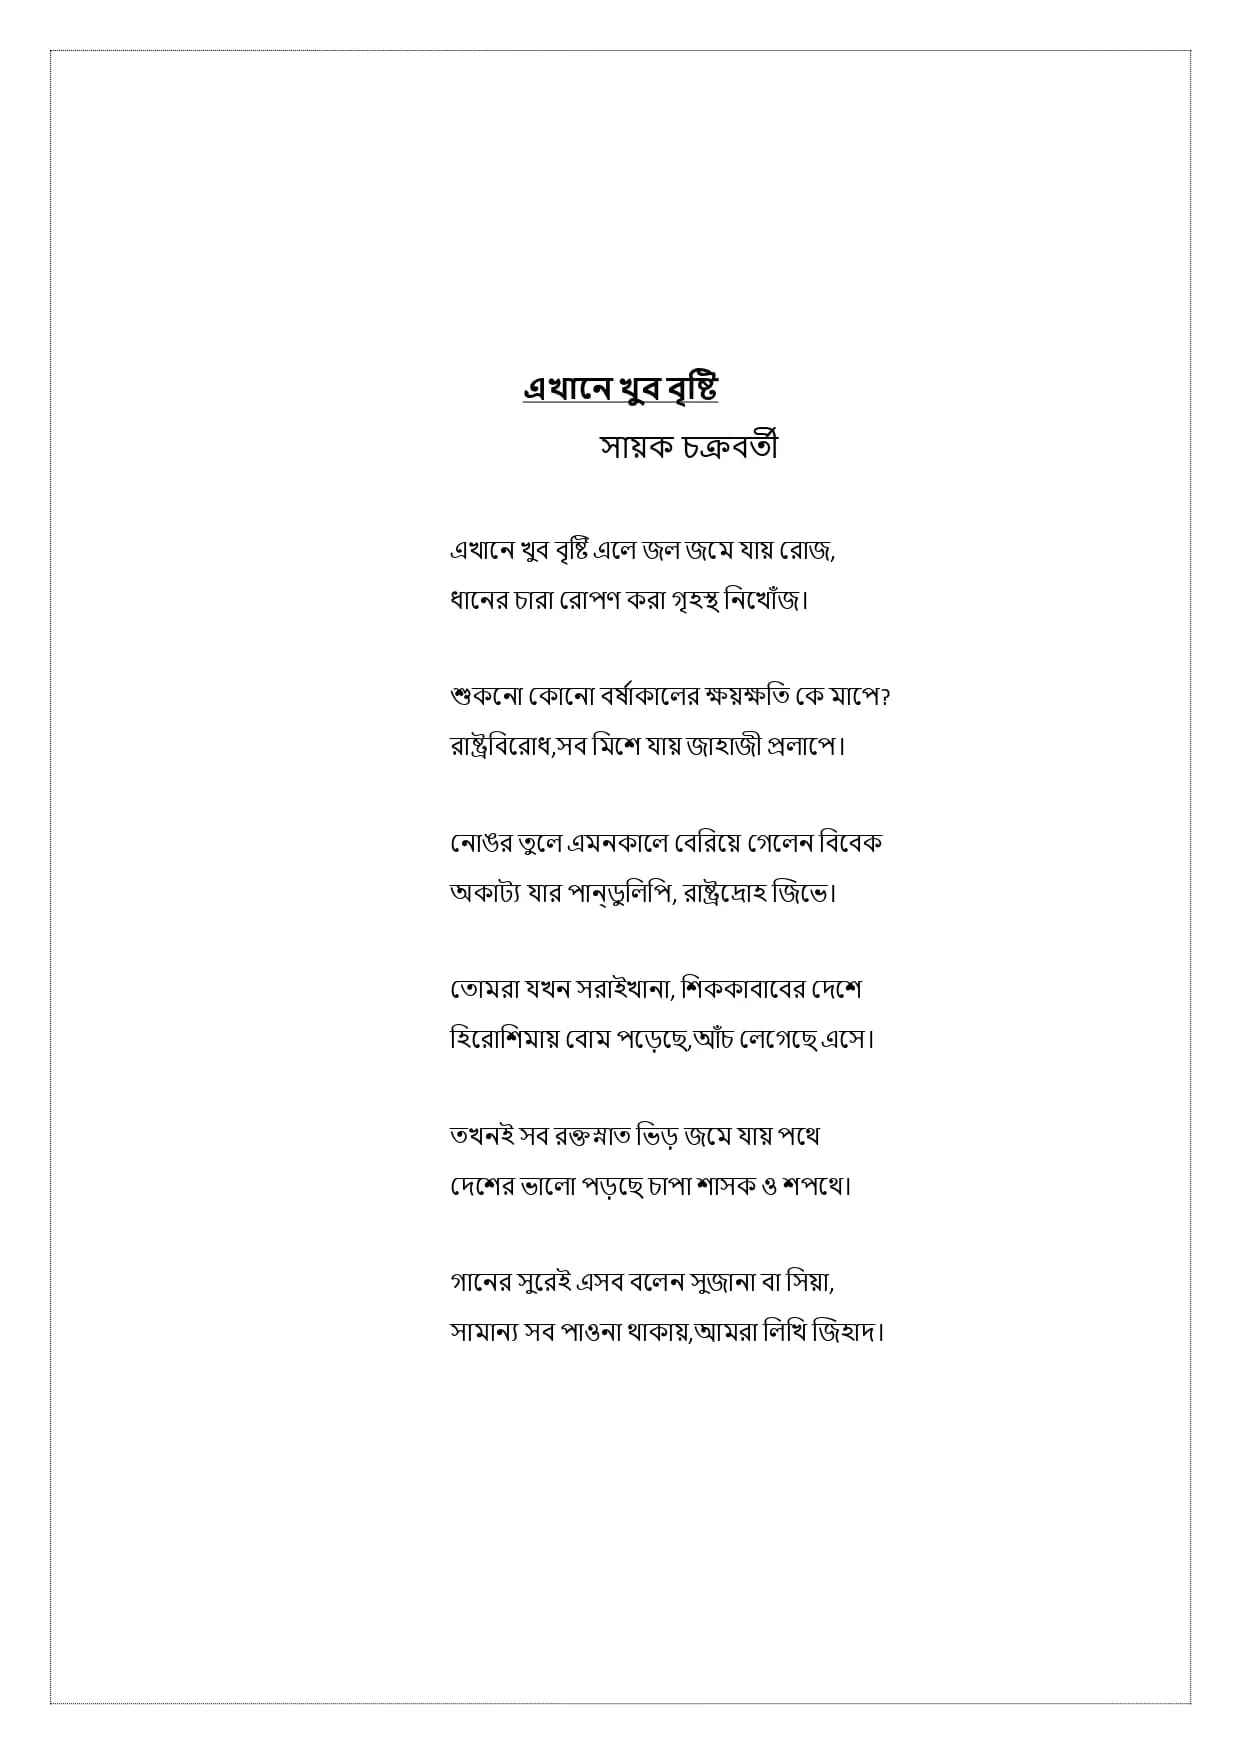 এখানে খুব বৃষ্টি
সায়ক চক্রবর্তী
এখানে খুব বৃষ্টি এলে জল জমে যায় রোজ,
ধানের চারা রোপণ করা গৃহস্থ নিখোঁজ।
শুকনো কোনো বর্ষাকালের ক্ষয়ক্ষতি কে মাপে?
রাষ্ট্রবিরোধ,সব মিশে যায় জাহাজী প্রলাপে।
নোঙর তুলে এমনকালে বেরিয়ে গেলেন বিবেক
অকাট্য যার পান্‌ডুলিপি, রাষ্ট্রদ্রোহ জিভে।
তোমরা যখন সরাইখানা, শিককাবাবের দেশে
হিরোশিমায় বোম পড়েছে,আঁচ লেগেছে এসে।
তখনই সব রক্তস্নাত ভিড় জমে যায় পথে
দেশের ভালো পড়ছে চাপা শাসক ও শপথে।
গানের সুরেই এসব বলেন সুজানা বা সিয়া,
সামান্য সব পাওনা থাকায়,আমরা লিখি জিহাদ।